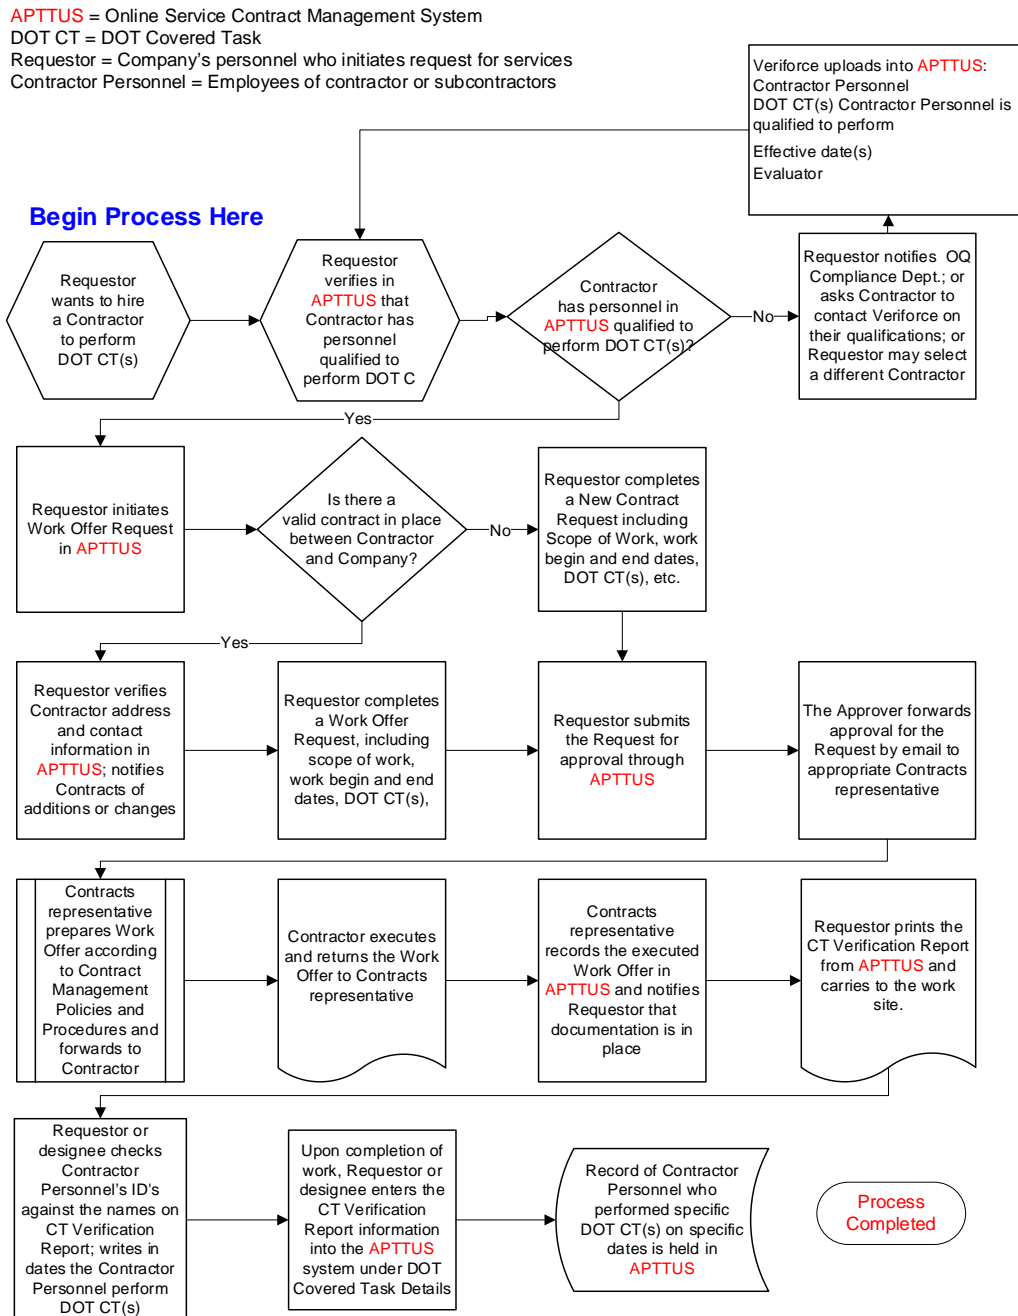 APTTUS = Online Service Contract Management System
DOT CT = DOT Covered Task
Requestor = Company's personnel who initiates request for services
Contractor Personnel = Employees of contractor or subcontractors
Veriforce uploads into APTTUS:
Contractor Personnel
DOT CT(s) Contractor Personnel is
qualified to perform
Effective date(s)
Evaluator
Begin Process Here
Requestor
wants to hire
a Contractor
to perform
DOT CT(s)
Requestor
verifies in
APTTUS that
Contractor has
personnel
qualified to
perform DOT C
Contractor
has personnel in
APTTUS qualified to
perform DOT CT(s)?
No
Requestor notifies OQ
Compliance Dept.; or
asks Contractor to
contact Veriforce on
their qualifications; or
Requestor may select
a different Contractor
Yes
Requestor initiates
Work Offer Request
in APTTUS
Is there a
valid contract in place
between Contractor
and Company?
No
Requestor completes
a New Contract
Request including
Scope of Work, work
begin and end dates,
DOT CT(s), etc.
Yes
Requestor verifies
Contractor address
and contact
information in
APTTUS; notifies
Contracts of
additions or changes
Requestor completes
a Work Offer
Request, including
scope of work,
work begin and end
dates, DOT CT(s),
Requestor submits
the Request for
approval through
APTTUS
The Approver forwards
approval for the
Request by email to
appropriate Contracts
representative
Contracts
representative
prepares Work
Offer according
to Contract
Management
Policies and
Procedures and
forwards to
Contractor
Contractor executes
and returns the Work
Offer to Contracts
representative
Contracts
representative
records the executed
Work Offer in
APTTUS and notifies
Requestor that
documentation is in
place
Requestor prints the
CT Verification Report
from APTTUS and
carries to the work
site.
Requestor or
designee checks
Contractor
Personnel's ID's
against the names on
CT Verification
Report; writes in
dates the Contractor
Personnel perform
DOT CT(s)
Upon completion of
work, Requestor or
designee enters the
CT Verification
Report information
into the APTTUS
system under DOT
Covered Task Details
Record of Contractor
Personnel who
performed specific
DOT CT(s) on specific
dates is held in
APTTUS
Process
Completed